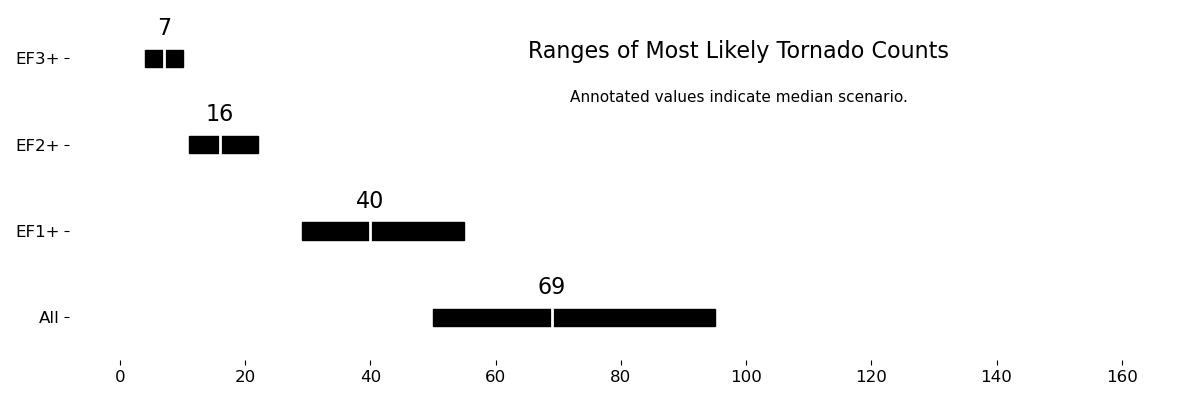 Ranges of Most Likely Tornado Counts
Annotated values indicate median scenario.
7
EF3+
16
EF2+
40
EF1+
69
All
0 20 40 60 80 100 120 140 160